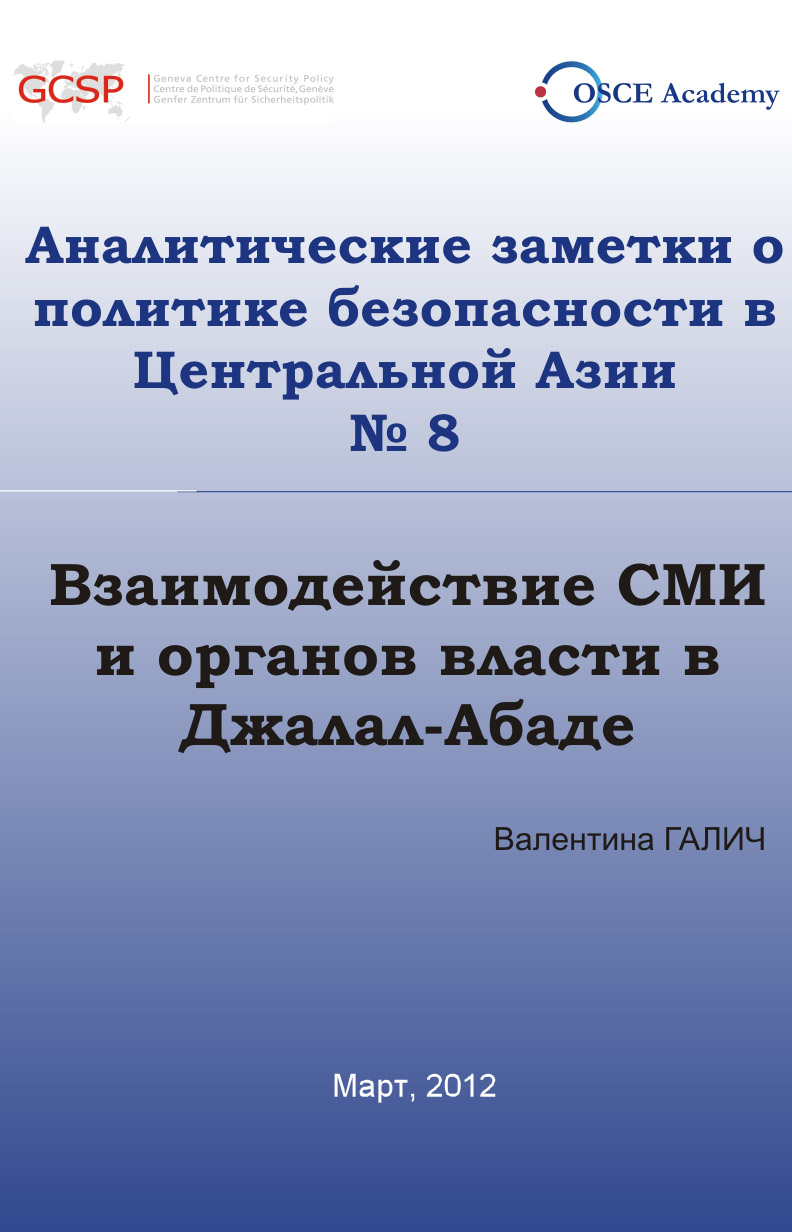 GCSP
Geneva Centre for Security Policy
Centre de Politique de Sécurité, Genève
Genfer Zentrum für Sicherheitspolitik
OSCE Academy
Аналитические заметки о
политике безопасности в
Центральной Азии
№ 8
Взаимодействие СМИ
и органов власти в
Джалал-Абаде
Валентина ГАЛИЧ
Март, 2012